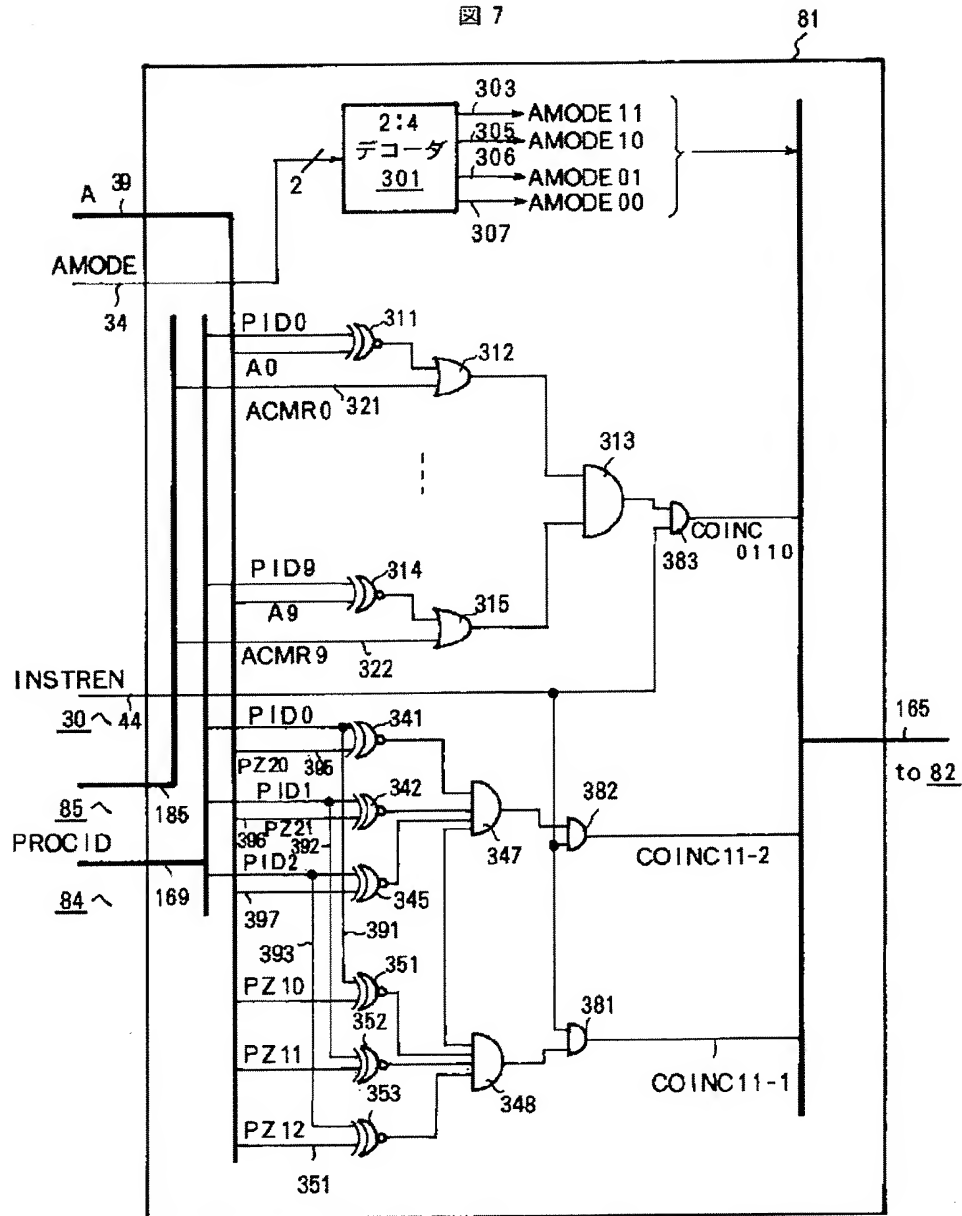 図 7
81
303
AMODE 11
2:4
305
AMODE 10
デコーダ
306
301
AMODE 01
2
307
AMODE 00
A
39
AMODE
34
PID0
311
312
A0
ACMR0
321
313
COINC
0110
383
PID9
314
315
A9
ACMR9
322
INSTREN
30へ
44
PID0
341
165
PZ20
395
382
to 82
PID1
342
85へ
185
396
PZ21
392
347
COINC11-2
PROCID
PID2
345
84へ
169
397
391
393
351
PZ10
381
352
PZ11
353
348
COINC11-1
PZ12
351